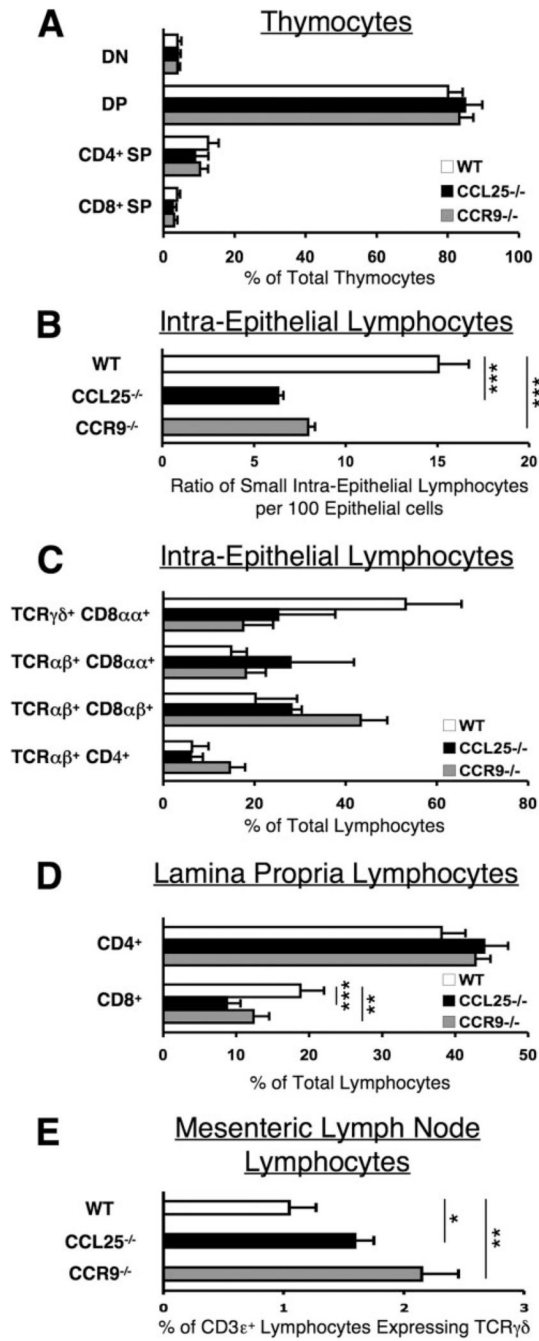 A
Thymocytes
DN
DP
CD4+ SP
CD8+ SP
WT
CCL25-/-
CCR9-/-
0 20 40 60 80 100
% of Total Thymocytes
B
Intra-Epithelial Lymphocytes
WT
CCL25-/-
CCR9-/-
***
***
0 5 10 15 20
Ratio of Small Intra-Epithelial Lymphocytes
per 100 Epithelial cells
C
Intra-Epithelial Lymphocytes
TCRγδ+ CD8αα+
TCRαβ+ CD8αα+
TCRαβ+ CD8αβ+
TCRαβ+ CD4+
WT
CCL25-/-
CCR9-/-
0 20 40 60 80
% of Total Lymphocytes
D
Lamina Propria Lymphocytes
CD4+
CD8+
***
**
WT
CCL25-/-
CCR9-/-
0 10 20 30 40 50
% of Total Lymphocytes
E
Mesenteric Lymph Node
Lymphocytes
WT
CCL25-/-
CCR9-/-
*
**
0 1 2 3
% of CD3ε+ Lymphocytes Expressing TCRγδ